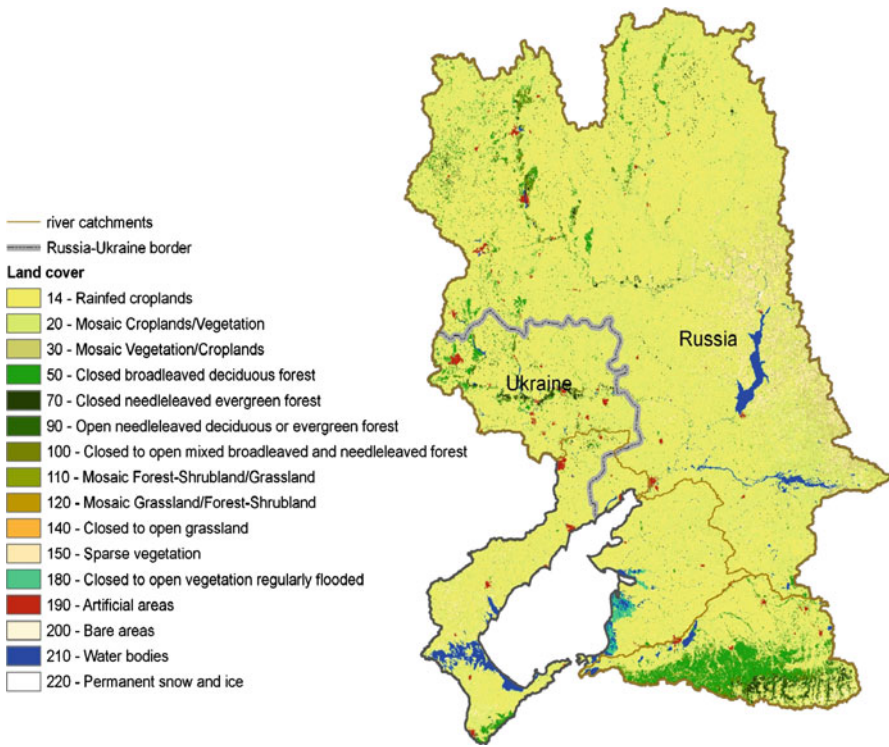 river catchments
Russia-Ukraine border
Land cover
14 - Rainfed croplands
20 - Mosaic Croplands/Vegetation
30 - Mosaic Vegetation/Croplands
50 - Closed broadleaved deciduous forest
70 - Closed needleleaved evergreen forest
90 - Open needleleaved deciduous or evergreen forest
100 - Closed to open mixed broadleaved and needleleaved forest
110 - Mosaic Forest-Shrubland/Grassland
120 - Mosaic Grassland/Forest-Shrubland
140 - Closed to open grassland
150 - Sparse vegetation
180 - Closed to open vegetation regularly flooded
190 - Artificial areas
200 - Bare areas
210 - Water bodies
220 - Permanent snow and ice
Russia
Ukraine